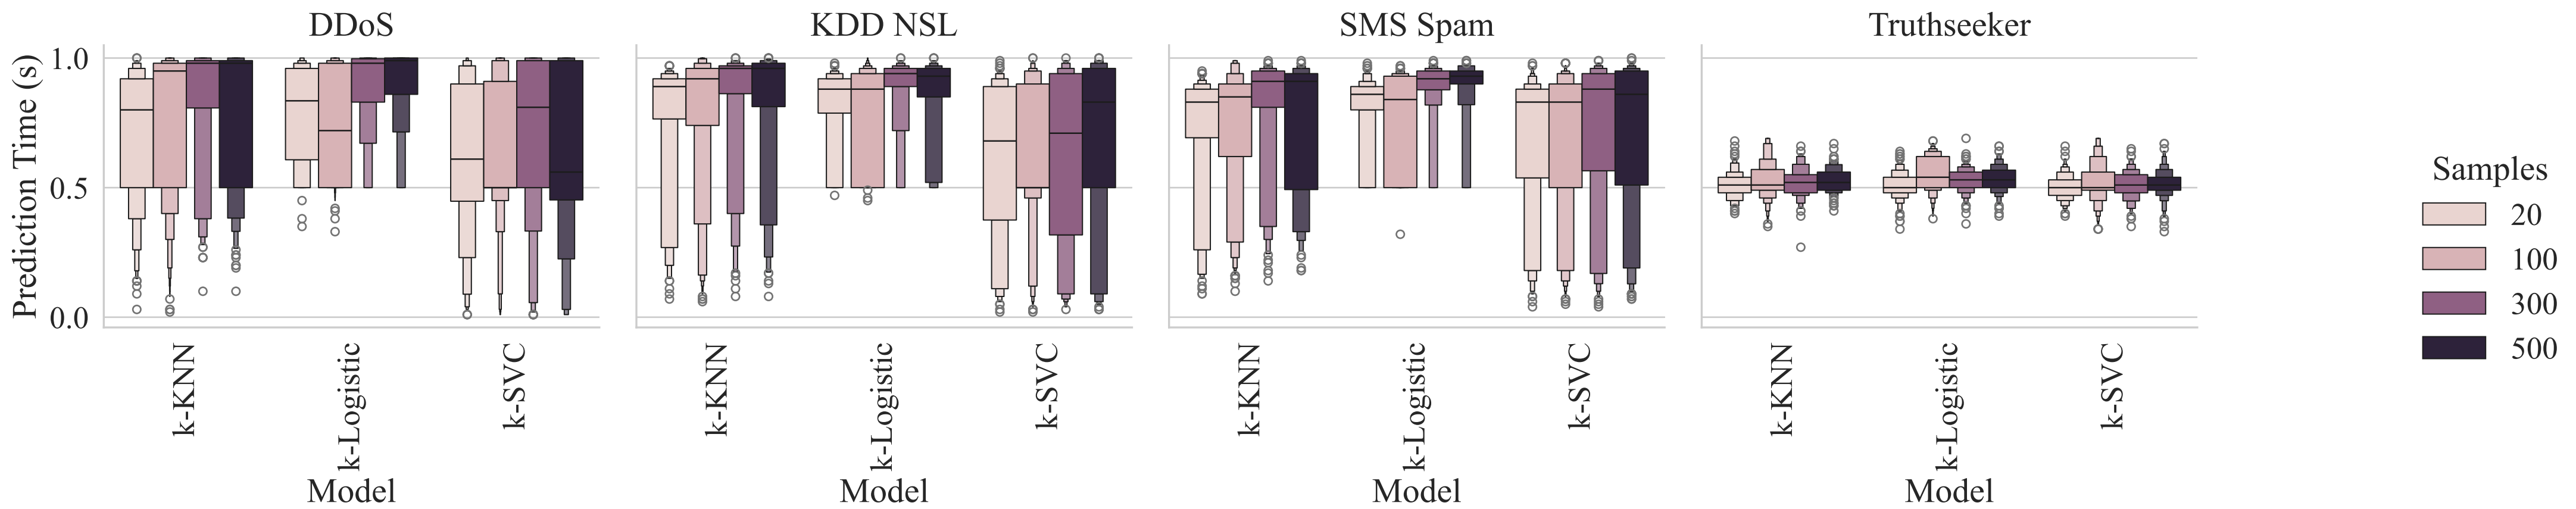 DDoS
KDD NSL
SMS Spam
Truthseeker
Prediction Time (s)
1.0
0.5
0.0
k-KNN
k-Logistic
k-SVC
k-KNN
k-Logistic
k-SVC
k-KNN
k-Logistic
k-SVC
k-KNN
k-Logistic
k-SVC
Model
Model
Model
Model
Samples
20
100
300
500